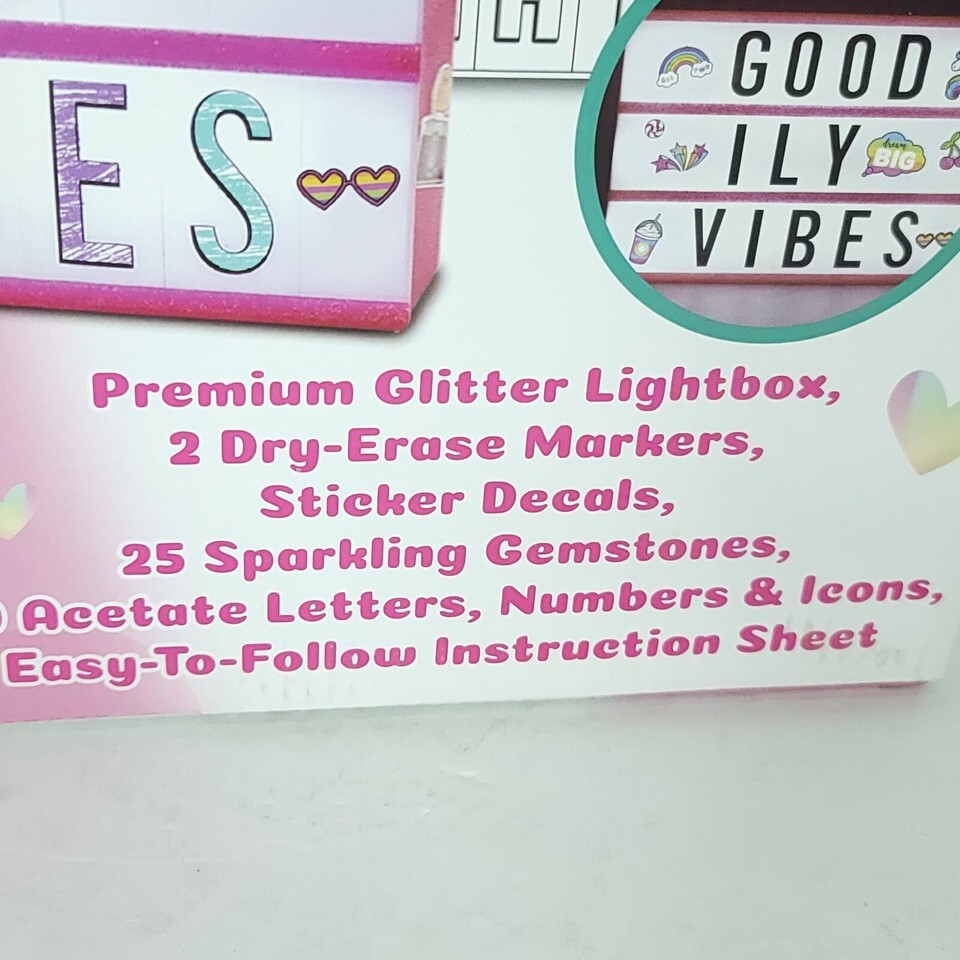 H
ES
GOOD
ILY
dream
BIG
VIBES
Premium Glitter Lightbox,
2 Dry-Erase Markers,
Sticker Decals,
25 Sparkling Gemstones,
Acetate Letters, Numbers & Icons,
Easy-To-Follow Instruction Sheet